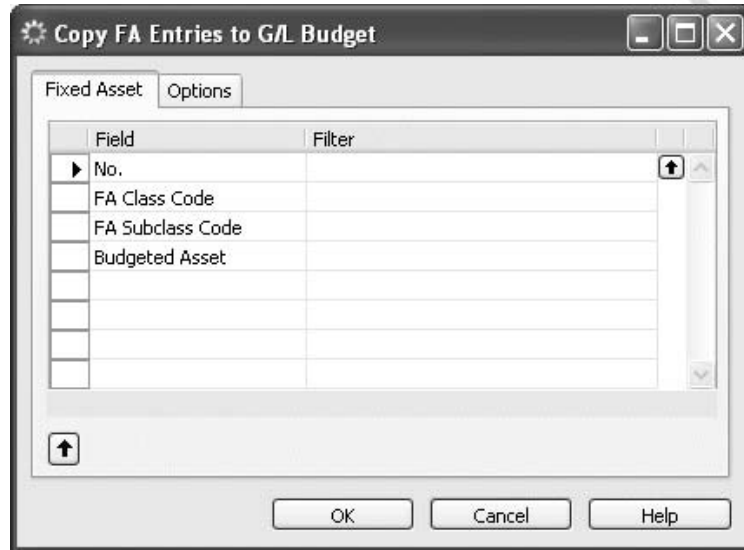 Copy FA Entries to G/L Budget
Fixed Asset Options
Field Filter
No.
FA Class Code
FA Subclass Code
Budgeted Asset
OK Cancel Help